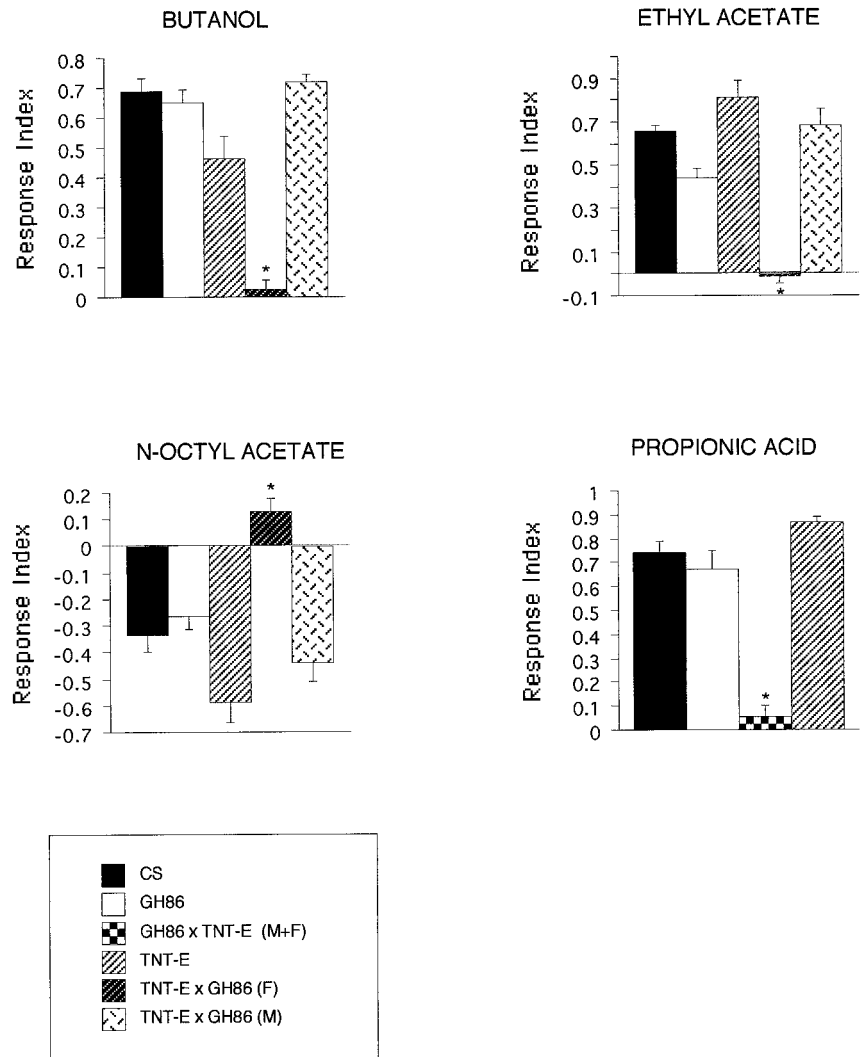 BUTANOL
Response Index
0.8
0.7
0.6
0.5
0.4
0.3
0.2
0.1
0
*
ETHYL ACETATE
Response Index
0.9
0.7
0.5
0.3
0.1
-0.1
*
N-OCTYL ACETATE
Response Index
0.2
0.1
0
-0.1
-0.2
-0.3
-0.4
-0.5
-0.6
-0.7
*
PROPIONIC ACID
Response Index
1
0.9
0.8
0.7
0.6
0.5
0.4
0.3
0.2
0.1
0
*
CS
GH86
GH86 x TNT-E (M+F)
TNT-E
TNT-E x GH86 (F)
TNT-E x GH86 (M)